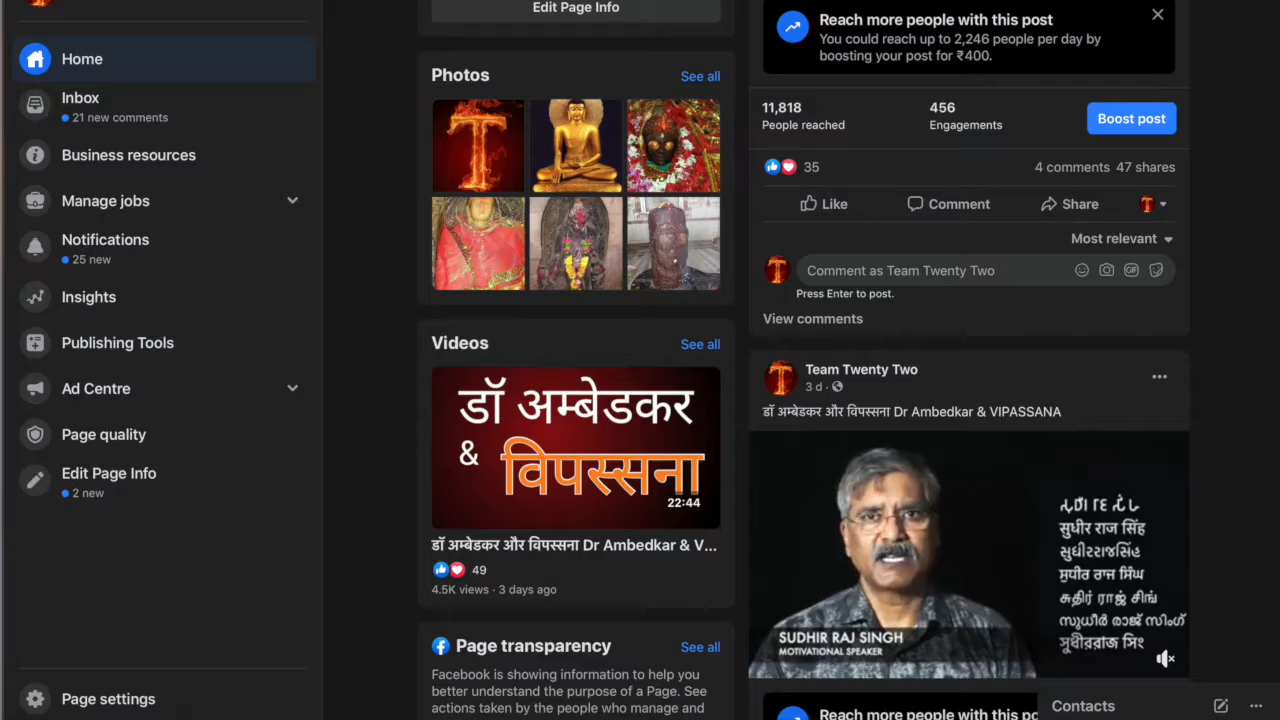 Home
Inbox
21 new comments
Business resources
Manage jobs
Notifications
25 new
Insights
Publishing Tools
Ad Centre
Page quality
Edit Page Info
2 new
Page settings
Edit Page Info
Photos
See all
T
Videos
See all
डॉ अम्बेडकर
&
विपस्सना
22:44
डॉ अम्बेडकर और विपस्सना Dr Ambedkar & V...
49
4.5K views · 3 days ago
Page transparency
See all
Facebook is showing information to help you
better understand the purpose of a Page. See
actions taken by the people who manage and
Reach more people with this post
You could reach up to 2,246 people per day by
boosting your post for ₹400.
11,818
People reached
456
Engagements
Boost post
35
4 comments 47 shares
Like
Comment
Share
Most relevant
Comment as Team Twenty Two
GIF
Press Enter to post.
View comments
Team Twenty Two
3 d
डॉ अम्बेडकर और विपस्सना Dr Ambedkar & VIPASSANA
सुधीर राज सिंह
சுதிர் ராஜ் சிங்
സുധീർ രാജ് സിംഗ്
SUDHIR RAJ SINGH
MOTIVATIONAL SPEAKER
Reach more people with this po
Contacts